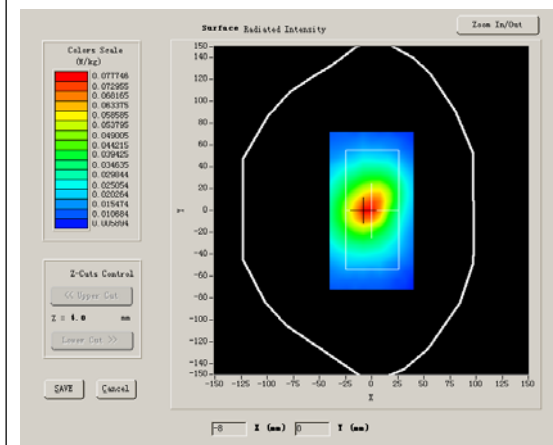 Surface Radiated Intensity
Zoom In/Out
Colors Scale
(W/kg)
0.077746
0.072955
0.068165
0.063375
0.058585
0.053795
0.049005
0.044215
0.039425
0.034635
0.029844
0.025054
0.020264
0.015474
0.010684
0.005894
Z-Cuts Control
<< Upper Cut
Z = 4.0 mm
Lower Cut >>
SAVE Cancel
150
140
120
100
80
60
40
20
0
-20
-40
-60
-80
-100
-120
-140
-150
Y
-150 -125 -100 -75 -50 -25 0 25 50 75 100 125 150
X
-8 X (mm) 0 Y (mm)